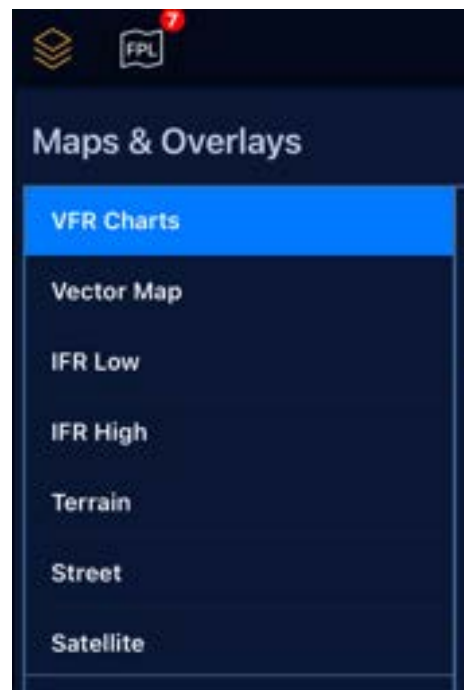 7
FPL
Maps & Overlays
VFR Charts
Vector Map
IFR Low
IFR High
Terrain
Street
Satellite